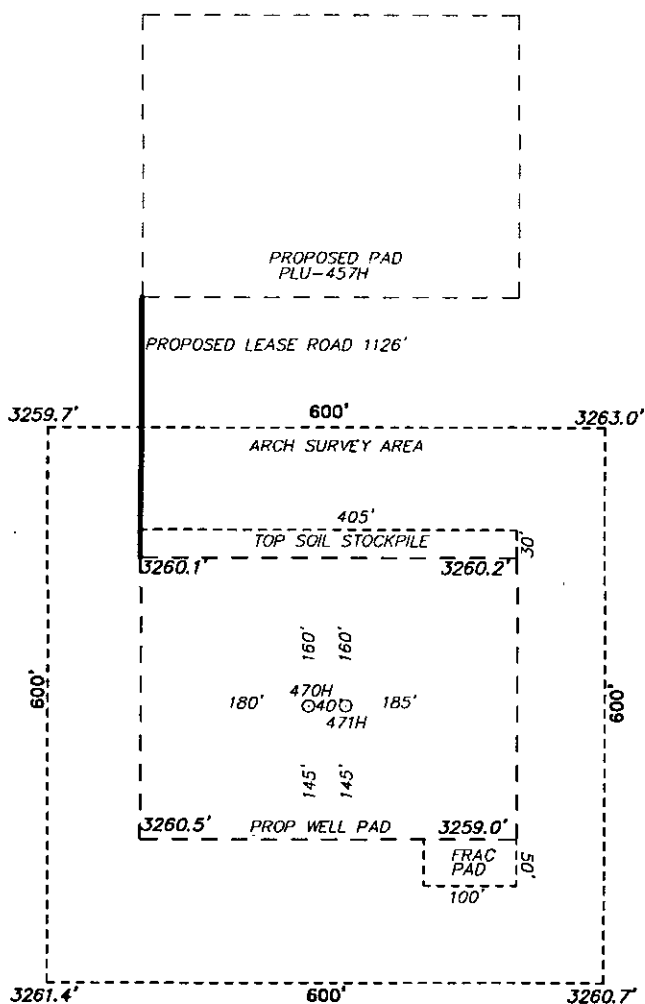 PROPOSED PAD
PLU-457H
PROPOSED LEASE ROAD 1126'
3259.7'
600'
3263.0'
ARCH SURVEY AREA
405'
TOP SOIL STOCKPILE
30'
3260.1'
3260.2'
600'
600'
160'
160'
180'
470H
40'
185'
471H
145'
145'
3260.5'
PROP WELL PAD
3259.0'
FRAC
PAD
50'
100'
3261.4'
600'
3260.7'